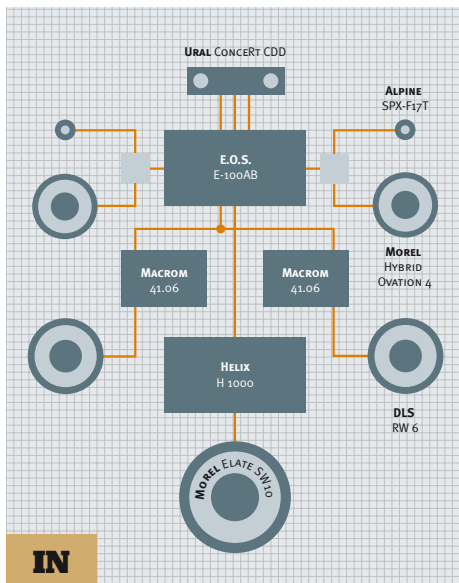 URAL CONCERT CDD
ALPINE
SPX-F17T
E.O.S.
E-100AB
MOREL
HYBRID
OVATION 4
MACROM
41.06
MACROM
41.06
HELIX
H 1000
DLS
RW 6
MOREL ELATE SW10
IN